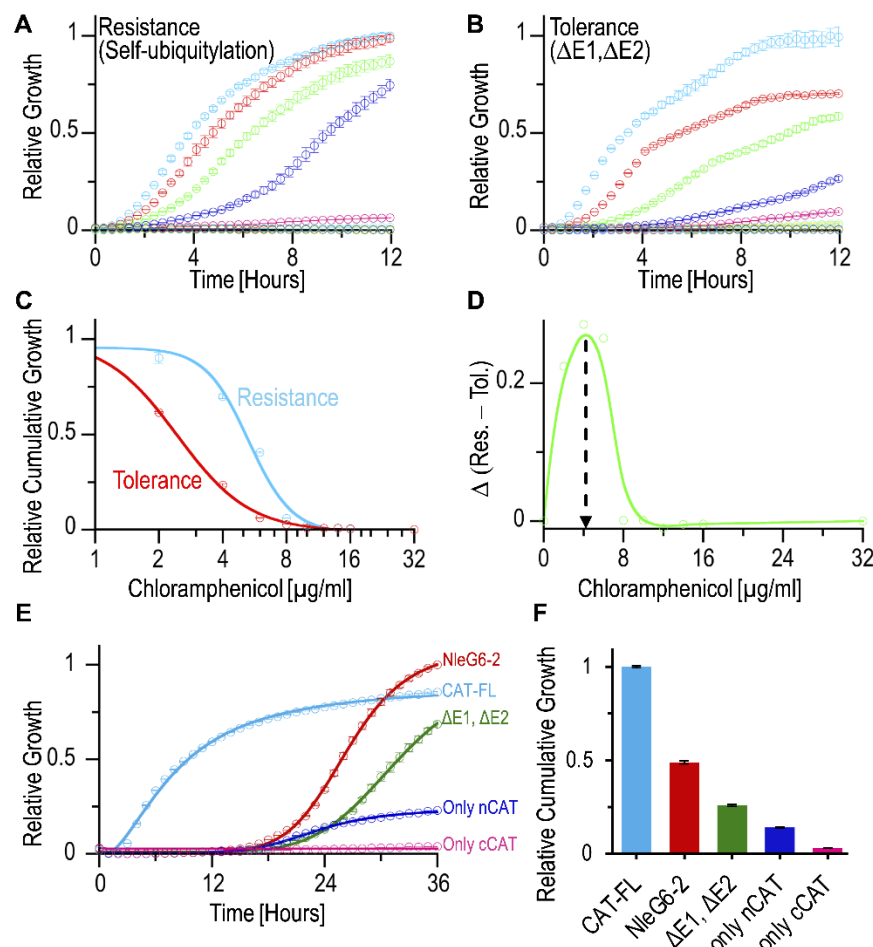 A
Resistance
(Self-ubiquitylation)
Relative Growth
1
0.5
0
0
4
8
12
Time [Hours]
B
Tolerance
(ΔE1,ΔE2)
Relative Growth
1
0.5
0
0
4
8
12
Time [Hours]
C
Relative Cumulative Growth
1
0.5
0
Resistance
Tolerance
1
2
4
8
16
32
Chloramphenicol [µg/ml]
D
Δ (Res. – Tol.)
0.2
0
0
8
16
24
32
Chloramphenicol [µg/ml]
E
Relative Growth
1
0.5
0
NleG6-2
CAT-FL
ΔE1, ΔE2
Only nCAT
Only cCAT
0
12
24
36
Time [Hours]
F
Relative Cumulative Growth
1
0.5
0
CAT-FL
NleG6-2
ΔE1, ΔE2
only nCAT
only cCAT